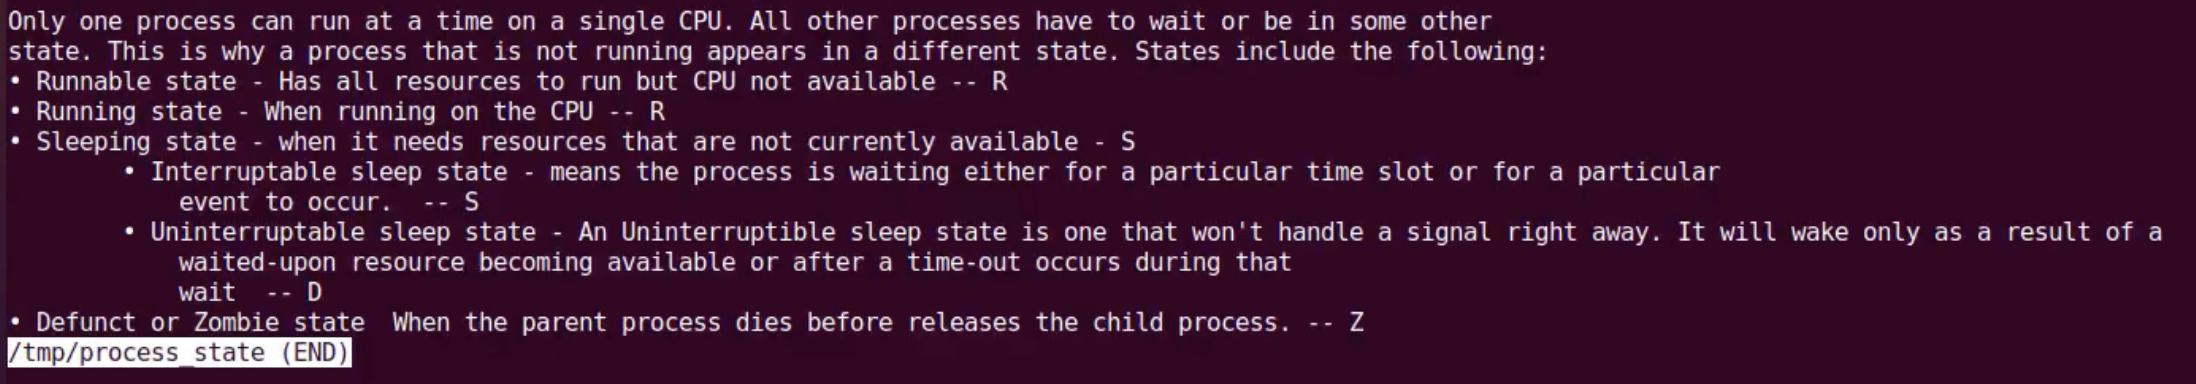 Only one process can run at a time on a single CPU. All other processes have to wait or be in some other
state. This is why a process that is not running appears in a different state. States include the following:
• Runnable state - Has all resources to run but CPU not available -- R
• Running state - When running on the CPU -- R
• Sleeping state - when it needs resources that are not currently available - S
• Interruptable sleep state - means the process is waiting either for a particular time slot or for a particular
event to occur.  -- S
• Uninterruptable sleep state - An Uninterruptible sleep state is one that won't handle a signal right away. It will wake only as a result of a
waited-upon resource becoming available or after a time-out occurs during that
wait  -- D
• Defunct or Zombie state  When the parent process dies before releases the child process. -- Z
/tmp/process_state (END)